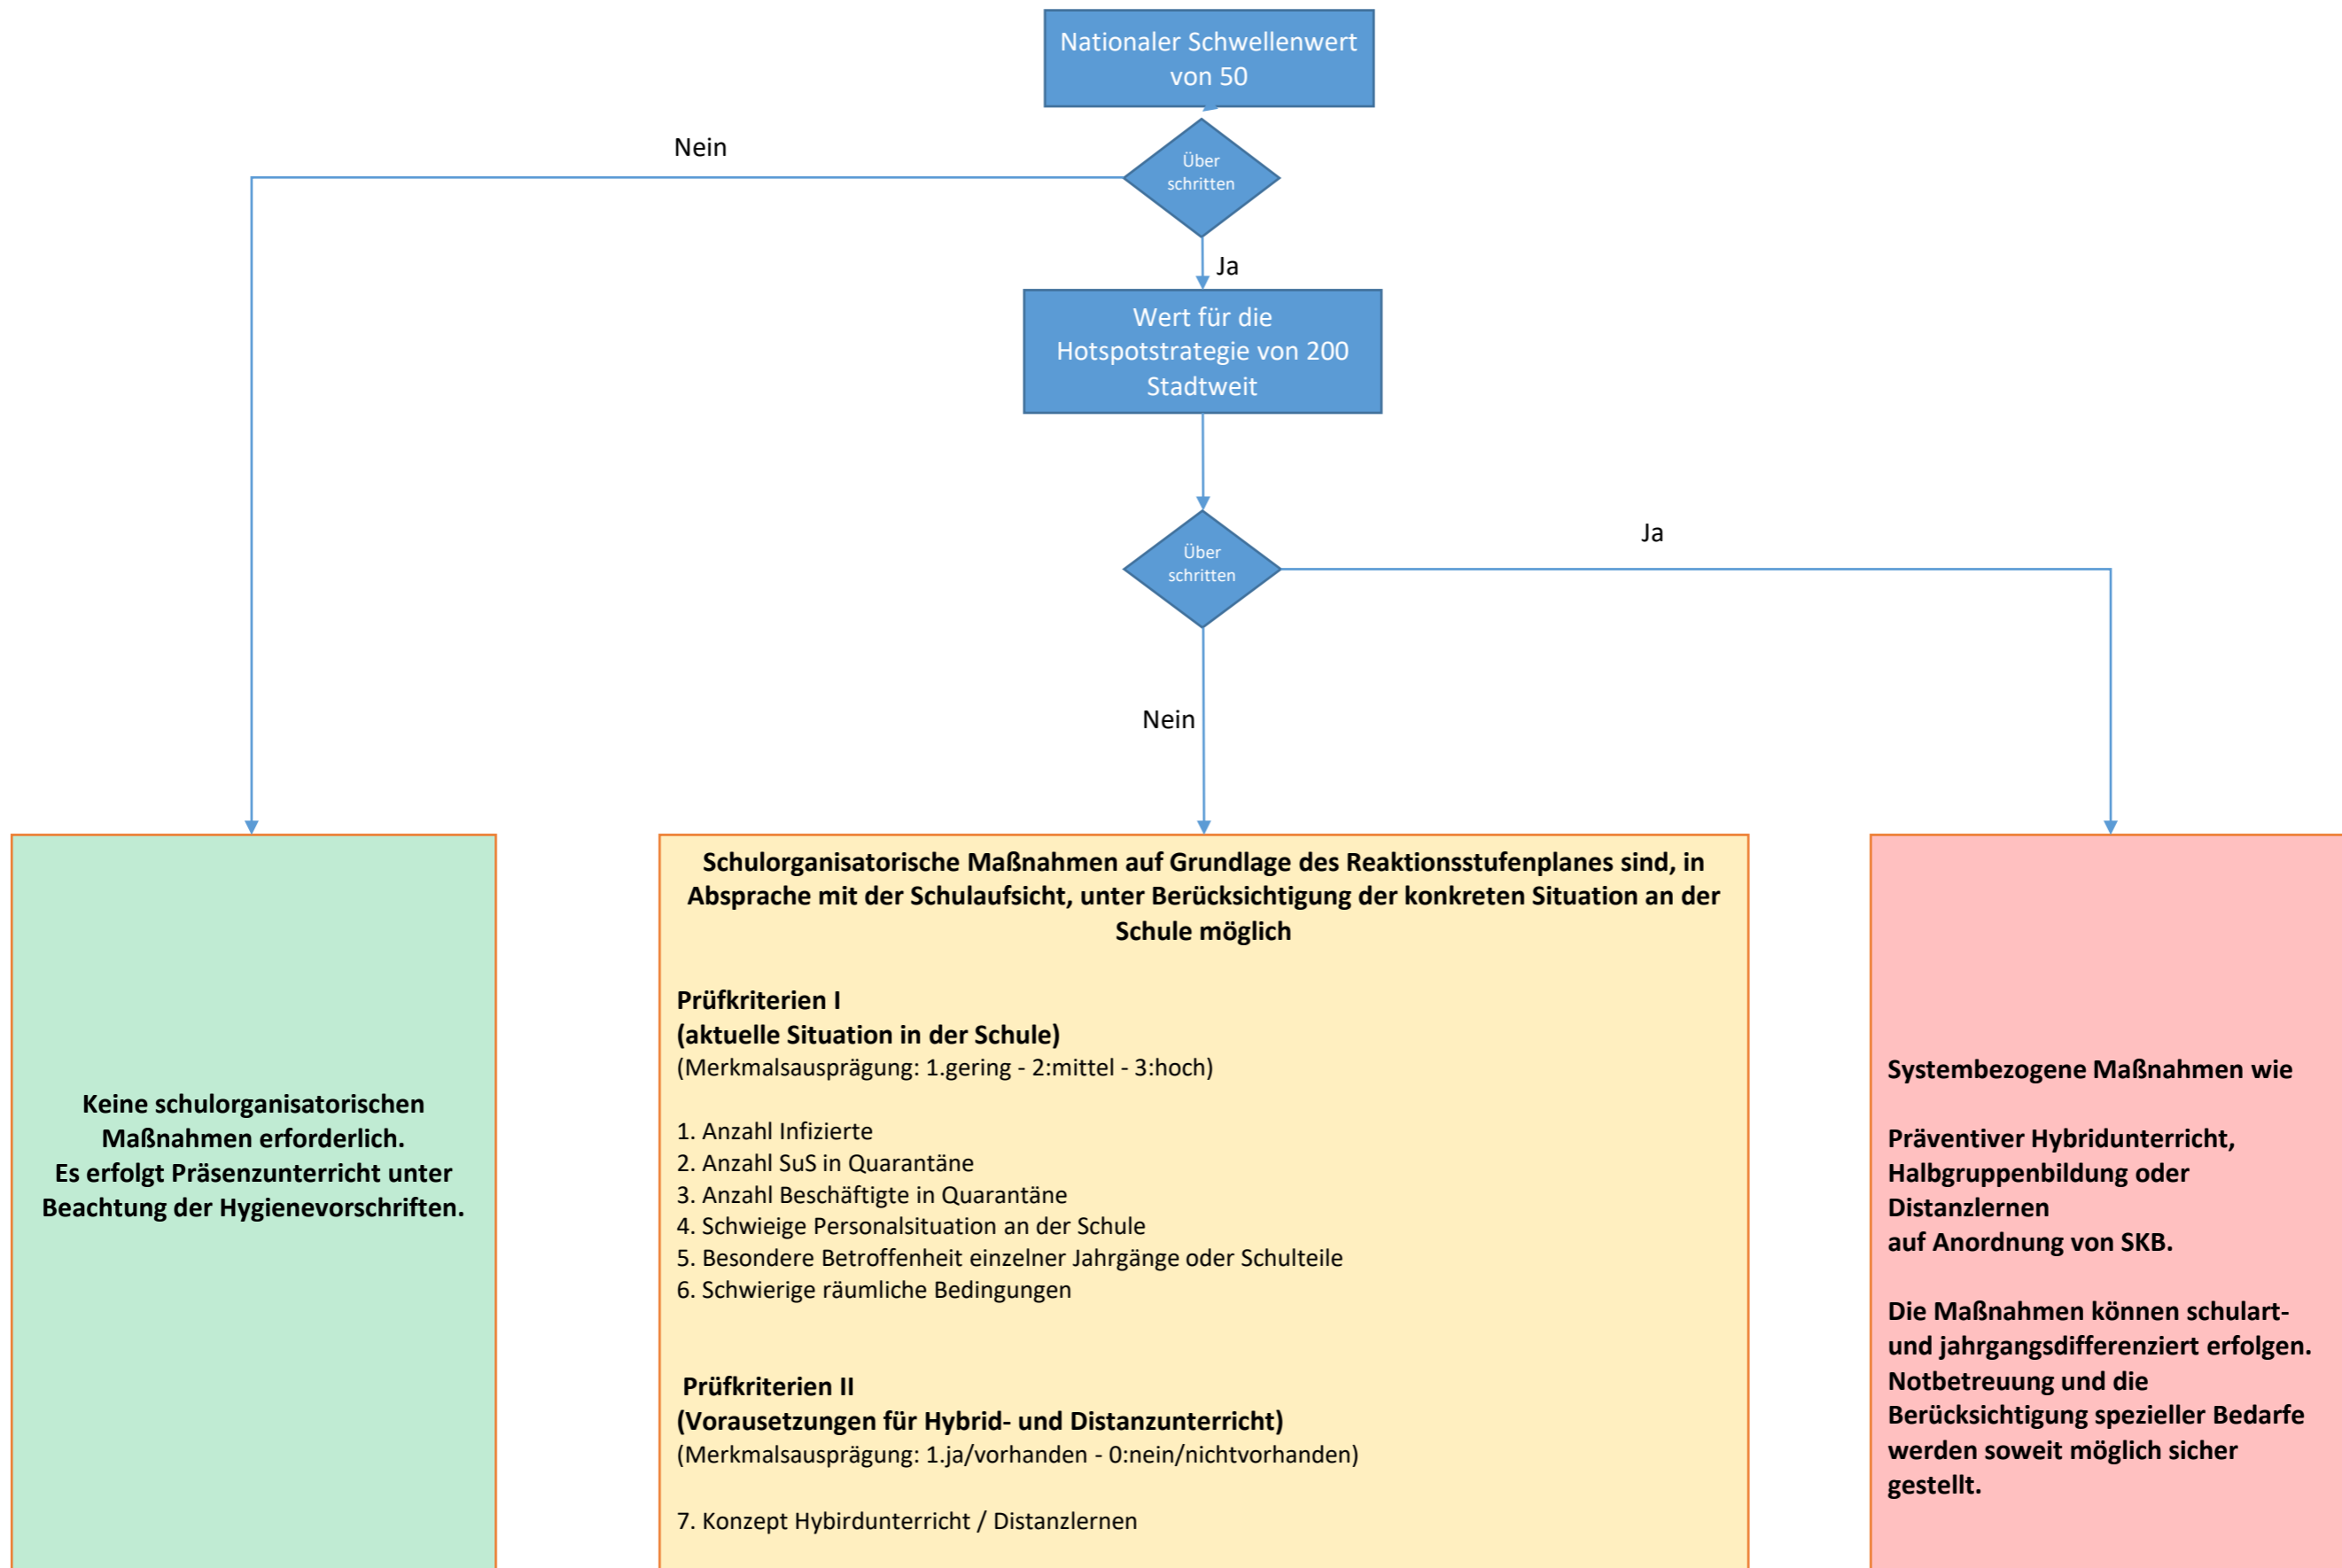 Nationaler Schwellenwert
von 50
Über
schritten
Nein
Ja
Wert für die
Hotspotstrategie von 200
Stadtweit
Über
schritten
Ja
Nein
Keine schulorganisatorischen
Maßnahmen erforderlich.
Es erfolgt Präsenzunterricht unter
Beachtung der Hygienevorschriften.
Schulorganisatorische Maßnahmen auf Grundlage des Reaktionsstufenplanes sind, in
Absprache mit der Schulaufsicht, unter Berücksichtigung der konkreten Situation an der
Schule möglich
Prüfkriterien I
(aktuelle Situation in der Schule)
(Merkmalsausprägung: 1.gering - 2:mittel - 3:hoch)
1. Anzahl Infizierte
2. Anzahl SuS in Quarantäne
3. Anzahl Beschäftigte in Quarantäne
4. Schwieige Personalsituation an der Schule
5. Besondere Betroffenheit einzelner Jahrgänge oder Schulteile
6. Schwierige räumliche Bedingungen
Prüfkriterien II
(Vorausetzungen für Hybrid- und Distanzunterricht)
(Merkmalsausprägung: 1.ja/vorhanden - 0:nein/nichtvorhanden)
7. Konzept Hybirdunterricht / Distanzlernen
Systembezogene Maßnahmen wie
Präventiver Hybridunterricht,
Halbgruppenbildung oder
Distanzlernen
auf Anordnung von SKB.
Die Maßnahmen können schulart-
und jahrgangsdifferenziert erfolgen.
Notbetreuung und die
Berücksichtigung spezieller Bedarfe
werden soweit möglich sicher
gestellt.